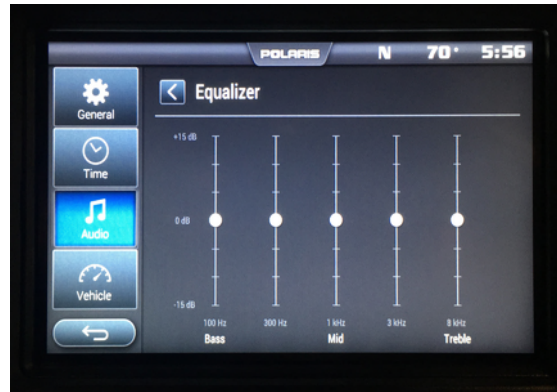 POLARIS N 70° 5:56
General
Time
Audio
Vehicle
Equalizer
+15 dB
0 dB
-15 dB
100 Hz 300 Hz 1 kHz 3 kHz 8 kHz
Bass Mid Treble